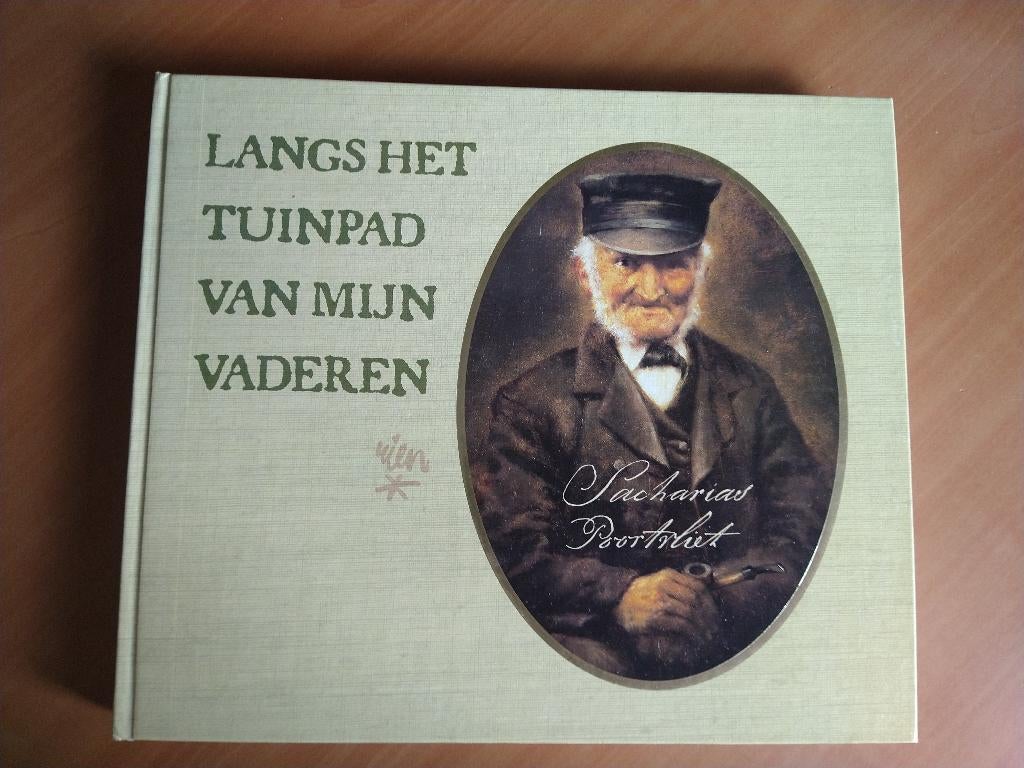 LANGS HET
TUINPAD
VAN MIJN
VADEREN
rien
Sacharias
Poortvliet